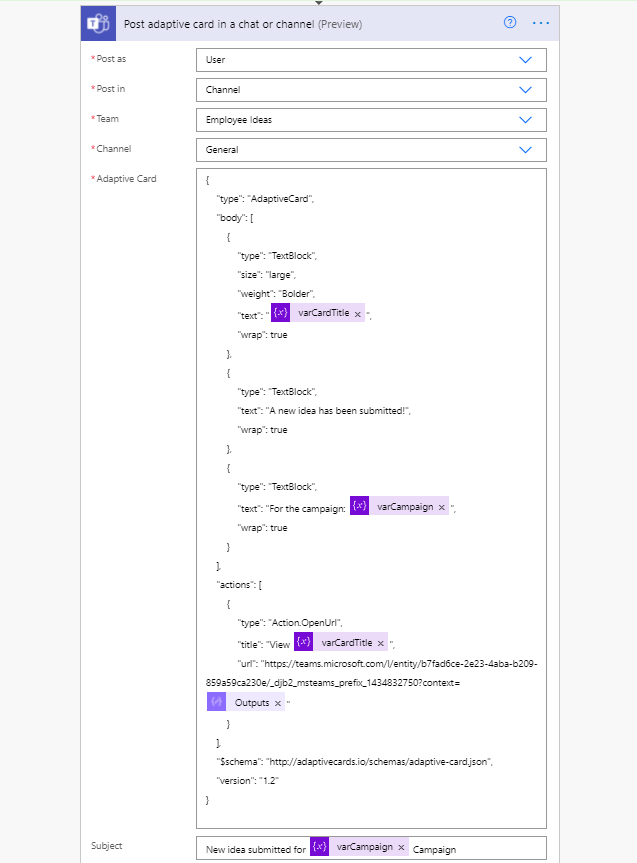 Post adaptive card in a chat or channel (Preview)
* Post as User
* Post in Channel
* Team Employee Ideas
* Channel General
* Adaptive Card {
"type": "AdaptiveCard",
"body": [
{
"type": "TextBlock",
"size": "large",
"weight": "Bolder",
"text": " {x} varCardTitle × ",
"wrap": true
},
{
"type": "TextBlock",
"text": "A new idea has been submitted!",
"wrap": true
},
{
"type": "TextBlock",
"text": "For the campaign: {x} varCampaign × ",
"wrap": true
}
],
"actions": [
{
"type": "Action.OpenUrl",
"title": "View {x} varCardTitle × ",
"url": "https://teams.microsoft.com/l/entity/b7fad6ce-2e23-4aba-b209-
859a59ca230e/_djb2_msteams_prefix_1434832750?context=
Outputs × "
}
],
"$schema": "http://adaptivecards.io/schemas/adaptive-card.json",
"version": "1.2"
}
Subject New idea submitted for {x} varCampaign × Campaign